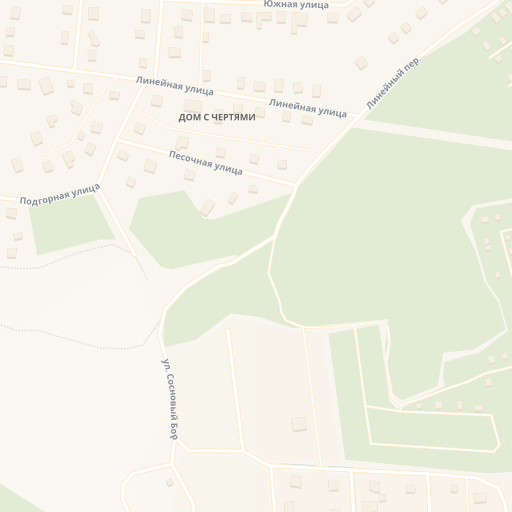 Южная улица
Линейный пер
Линейная улица
Линейная улица
ДОМ С ЧЕРТЯМИ
Песочная улица
Подгорная улица
ул. Сосновый Бор